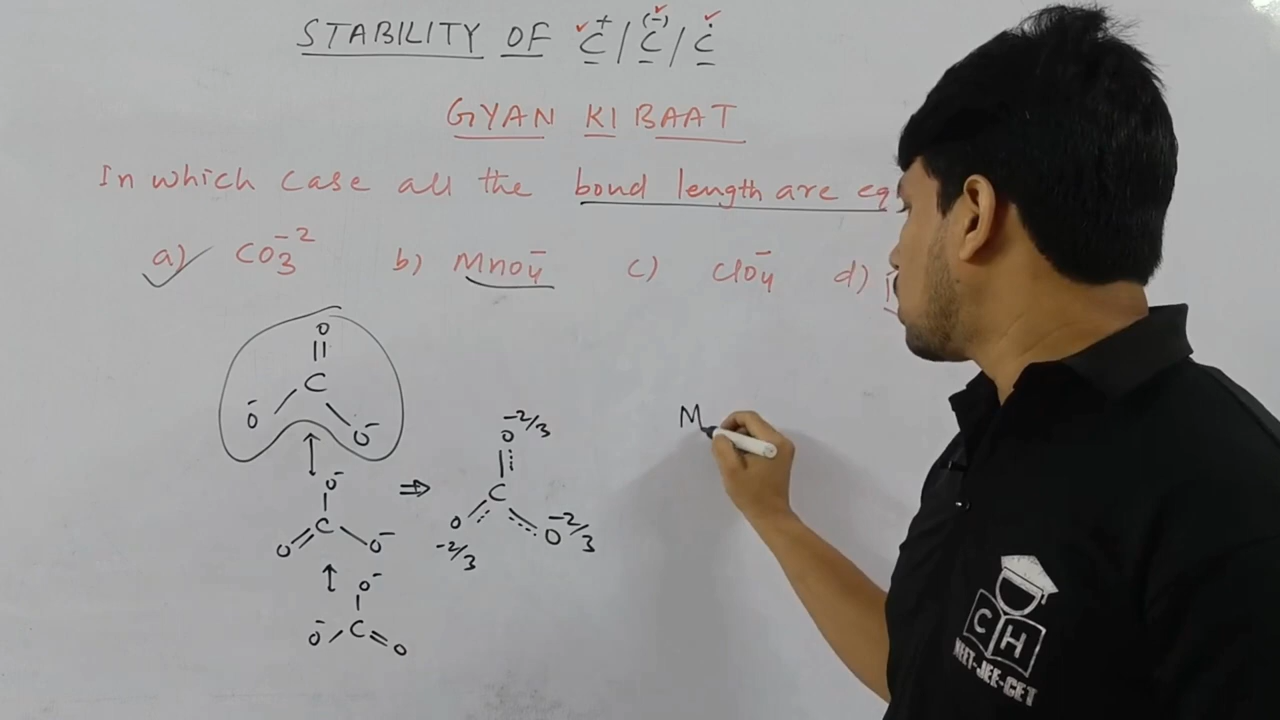 STABILITY OF C⁺ / C⁽⁻⁾ / Ċ
GYAN KI BAAT
In which case all the bond length are eq
a) CO₃⁻² b) MnO₄⁻ c) ClO₄⁻ d)
O
||
C
O⁻ O⁻
O⁻
C
O O⁻
O⁻
C
O⁻ O
⇒
O⁻²/³
C
O⁻²/³ O⁻²/³
M
C H
NEET-JEE-CET